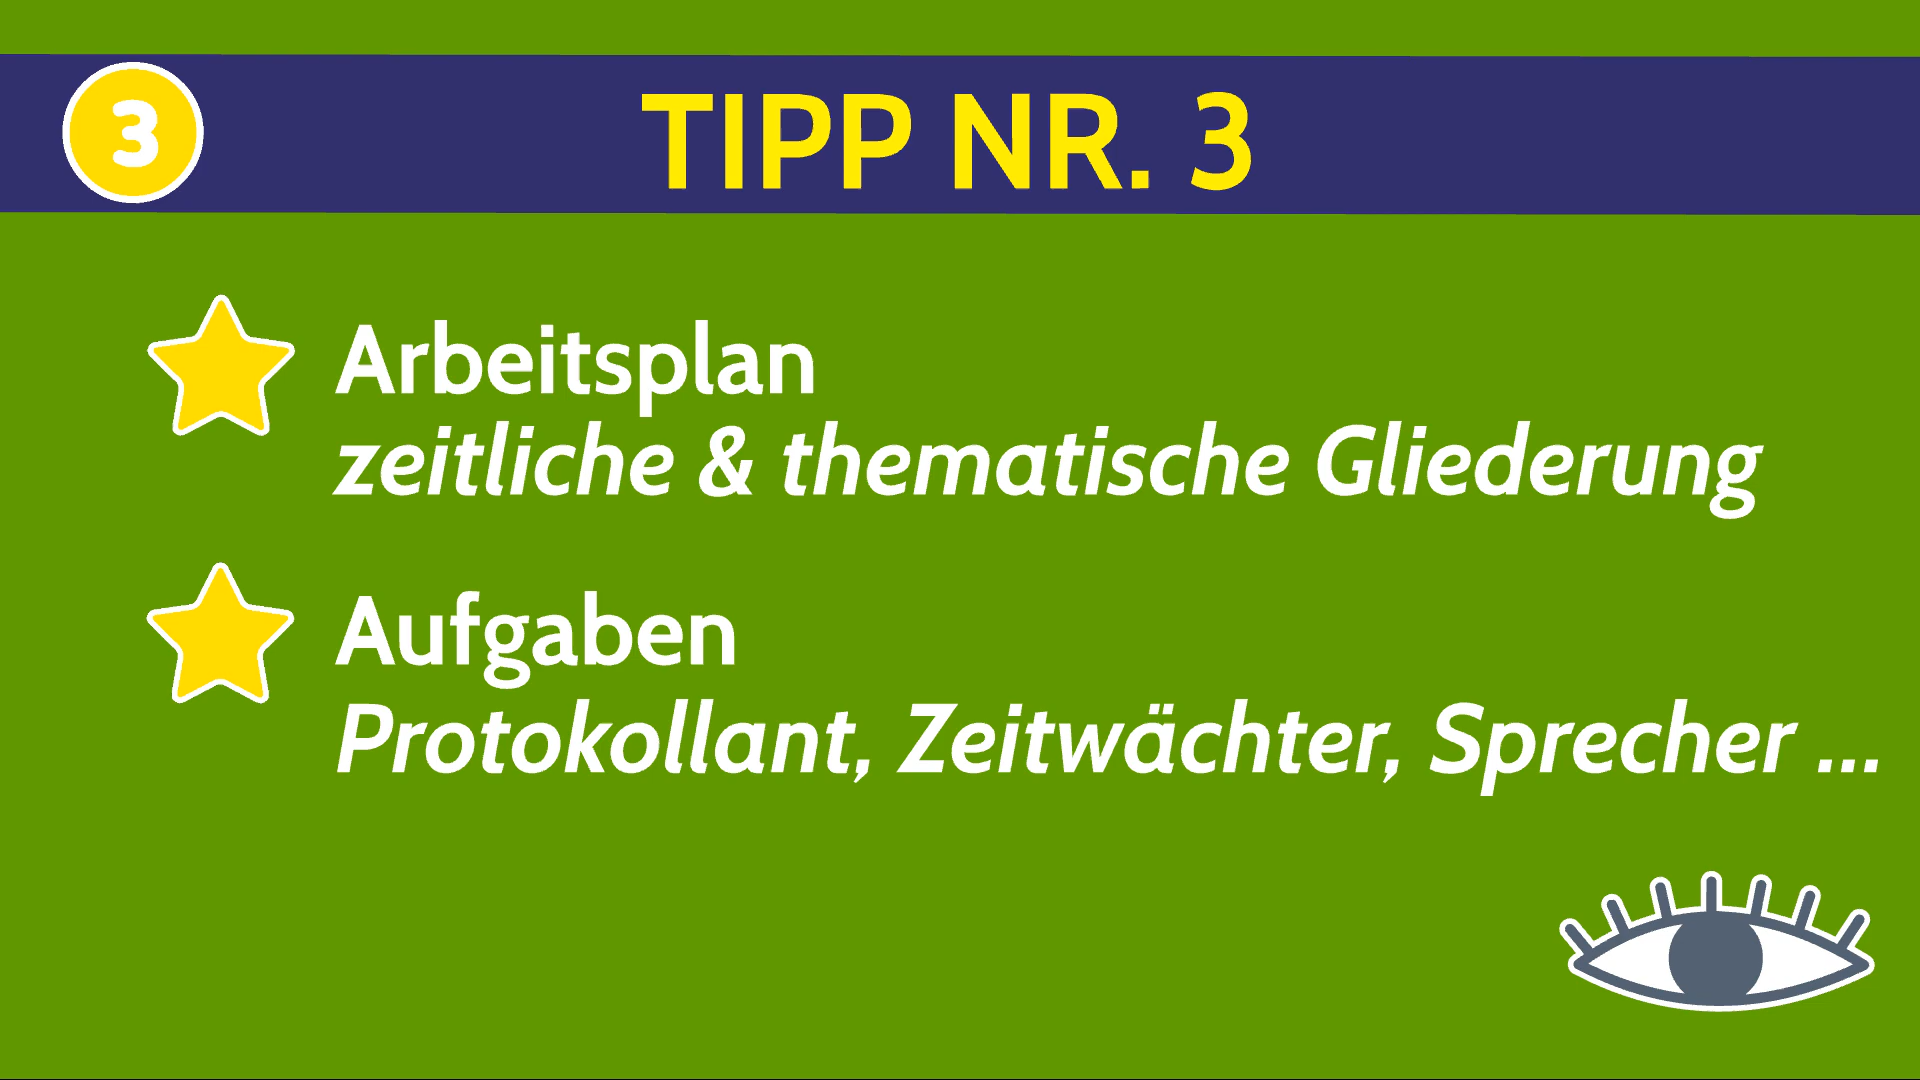 3
TIPP NR. 3
Arbeitsplan
zeitliche & thematische Gliederung
Aufgaben
Protokollant, Zeitwächter, Sprecher ...